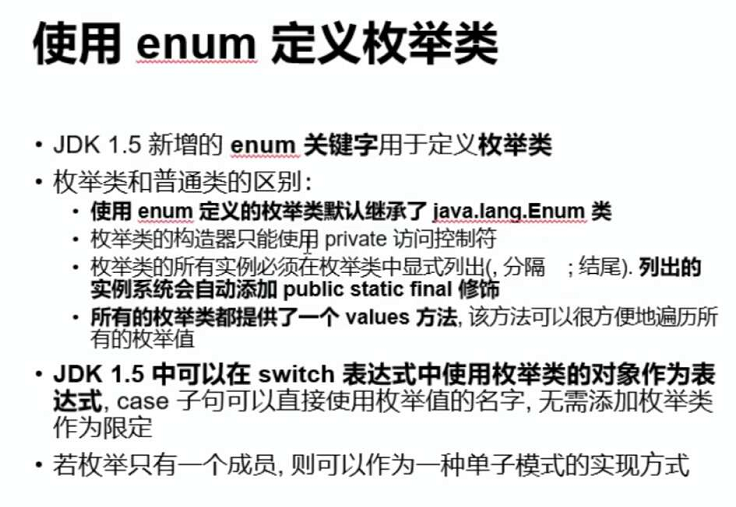 使用 enum 定义枚举类
• JDK 1.5 新增的 enum 关键字用于定义枚举类
• 枚举类和普通类的区别：
• 使用 enum 定义的枚举类默认继承了 java.lang.Enum 类
• 枚举类的构造器只能使用 private 访问控制符
• 枚举类的所有实例必须在枚举类中显式列出(, 分隔 ; 结尾). 列出的
实例系统会自动添加 public static final 修饰
• 所有的枚举类都提供了一个 values 方法, 该方法可以很方便地遍历所
有的枚举值
• JDK 1.5 中可以在 switch 表达式中使用枚举类的对象作为表
达式, case 子句可以直接使用枚举值的名字, 无需添加枚举类
作为限定
• 若枚举只有一个成员, 则可以作为一种单子模式的实现方式